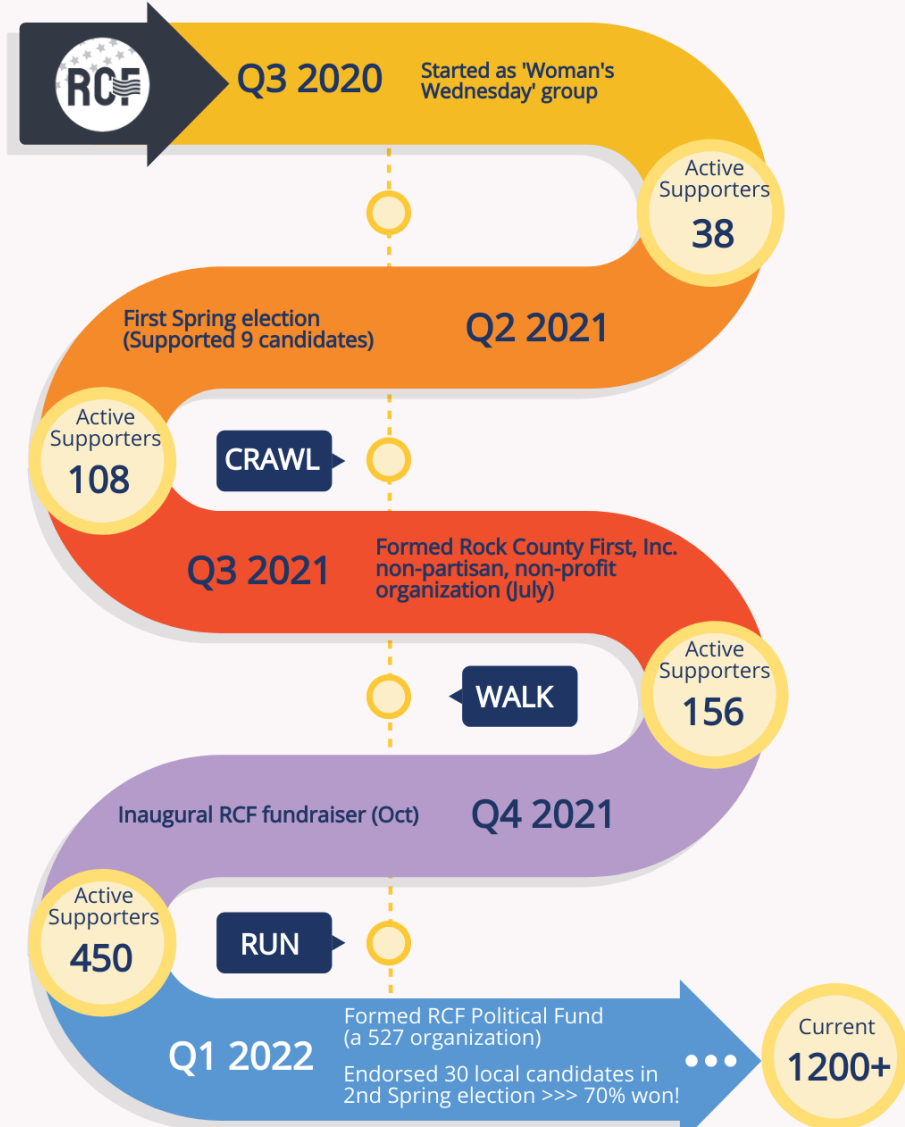 RCF
Q3 2020
Started as 'Woman's
Wednesday' group
Active
Supporters
38
First Spring election
(Supported 9 candidates)
Q2 2021
Active
Supporters
108
CRAWL
Q3 2021
Formed Rock County First, Inc.
non-partisan, non-profit
organization (July)
Active
Supporters
156
WALK
Inaugural RCF fundraiser (Oct)
Q4 2021
Active
Supporters
450
RUN
Q1 2022
Formed RCF Political Fund
(a 527 organization)
Endorsed 30 local candidates in
2nd Spring election >>> 70% won!
Current
1200+